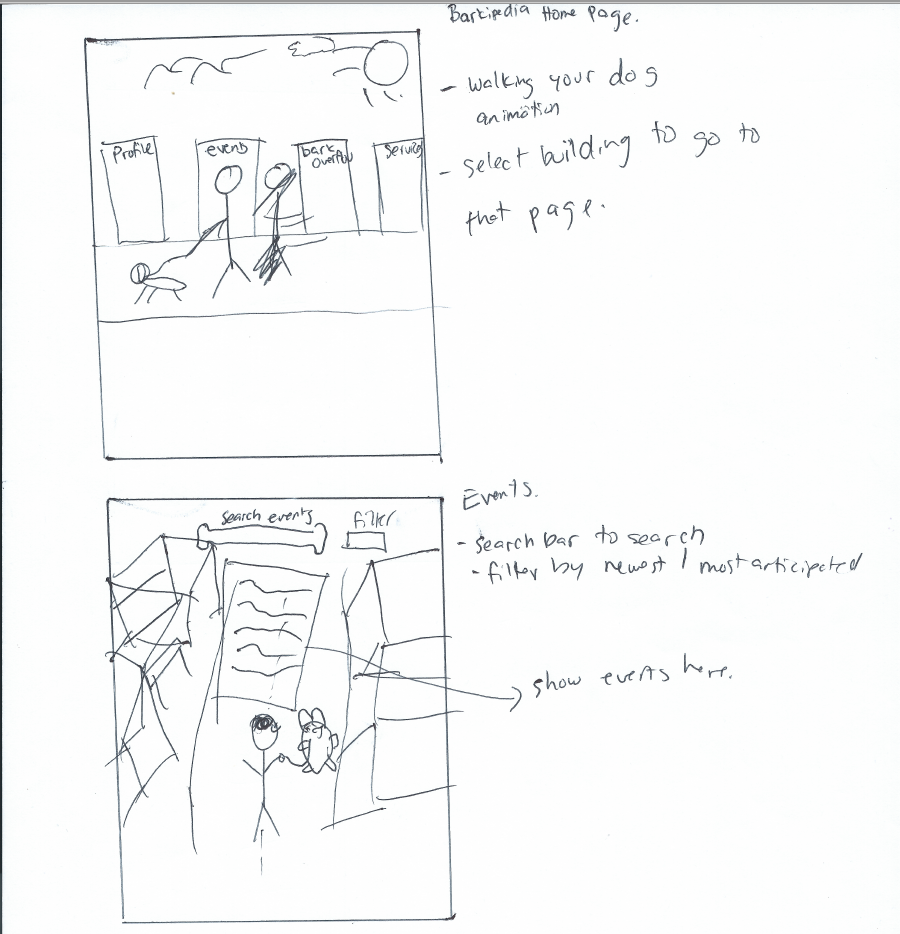 Barkipedia Home Page.
- walking your dog
animation
- select building to go to
that page.
Profile
events
bark
Overflow
Services
Events.
- search bar to search
- filter by newest / most articipated
show events here.
search events
filter